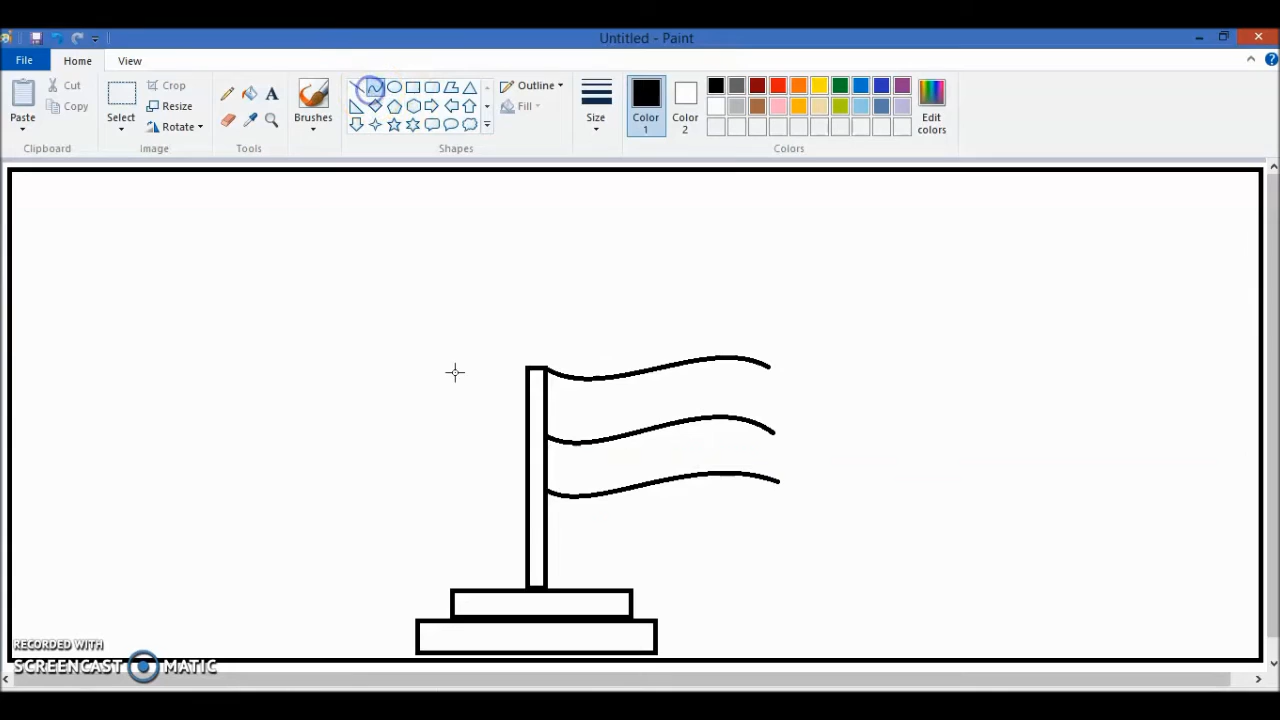 Untitled - Paint
File Home View
Paste
Cut
Copy
Clipboard
Select
Crop
Resize
Rotate
Image
A
Tools
Brushes
Shapes
Outline
Fill
Size
Color
1
Color
2
Edit
colors
Colors
RECORDED WITH
SCREENCAST MATIC